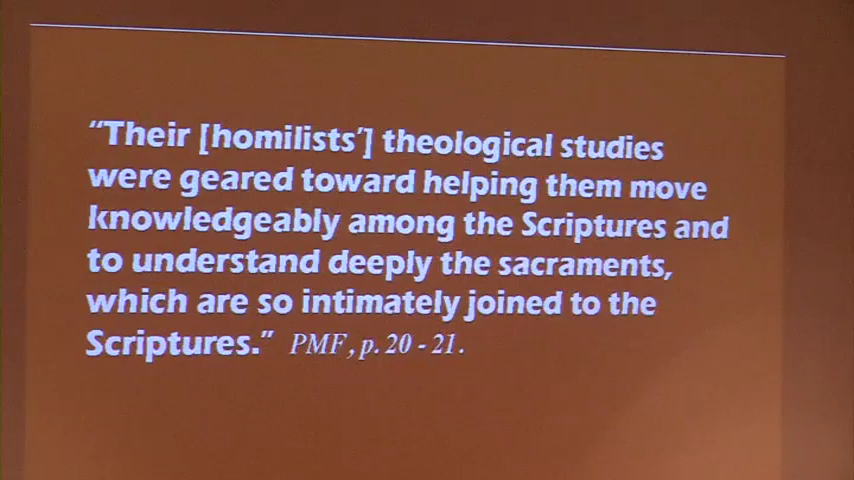 “Their [homilists’] theological studies
were geared toward helping them move
knowledgeably among the Scriptures and
to understand deeply the sacraments,
which are so intimately joined to the
Scriptures.” PMF, p. 20 - 21.